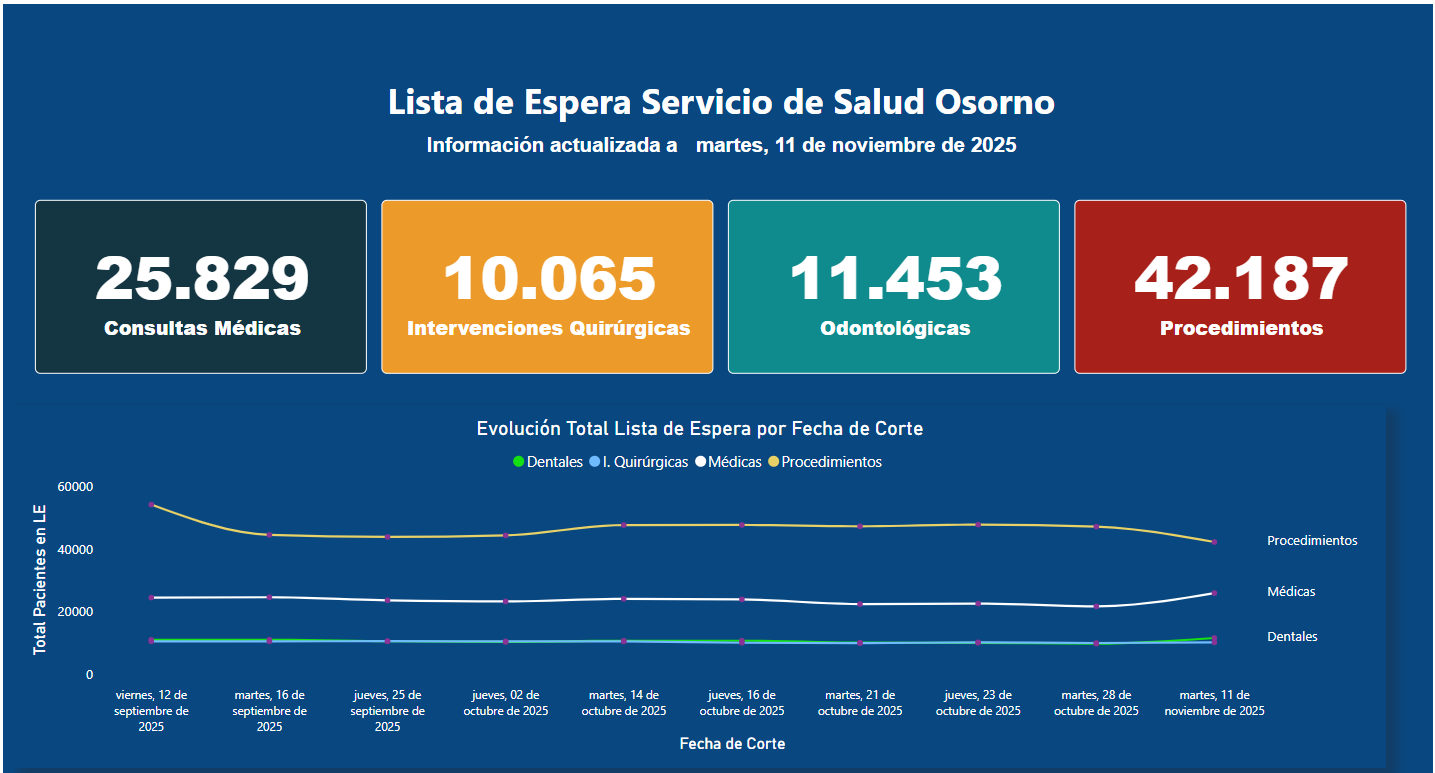 Lista de Espera Servicio de Salud Osorno
Información actualizada a martes, 11 de noviembre de 2025
25.829
Consultas Médicas
10.065
Intervenciones Quirúrgicas
11.453
Odontológicas
42.187
Procedimientos
Evolución Total Lista de Espera por Fecha de Corte
Dentales I. Quirúrgicas Médicas Procedimientos
Total Pacientes en LE
60000
40000
20000
0
Procedimientos
Médicas
Dentales
viernes, 12 de
septiembre de
2025
martes, 16 de
septiembre de
2025
jueves, 25 de
septiembre de
2025
jueves, 02 de
octubre de 2025
martes, 14 de
octubre de 2025
jueves, 16 de
octubre de 2025
martes, 21 de
octubre de 2025
jueves, 23 de
octubre de 2025
martes, 28 de
octubre de 2025
martes, 11 de
noviembre de 2025
Fecha de Corte